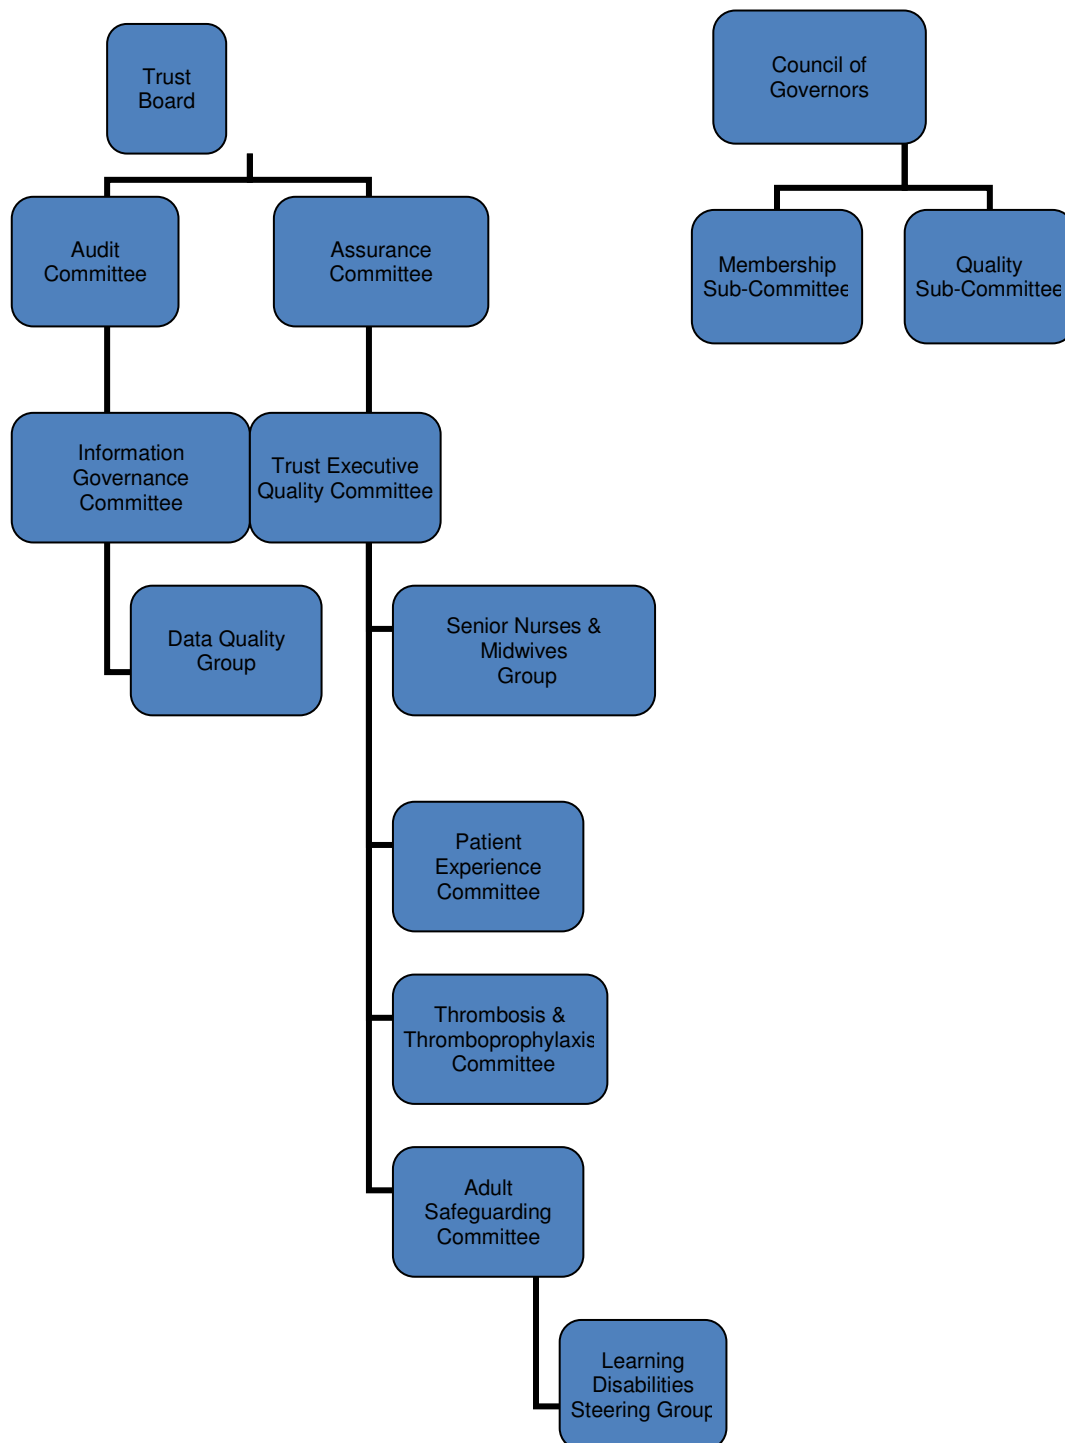 Trust
Board
Council of
Governors
Audit
Committee
Assurance
Committee
Membership
Sub-Committee
Quality
Sub-Committee
Information
Governance
Committee
Trust Executive
Quality Committee
Data Quality
Group
Senior Nurses &
Midwives
Group
Patient
Experience
Committee
Thrombosis &
Thromboprophylaxis
Committee
Adult
Safeguarding
Committee
Learning
Disabilities
Steering Group